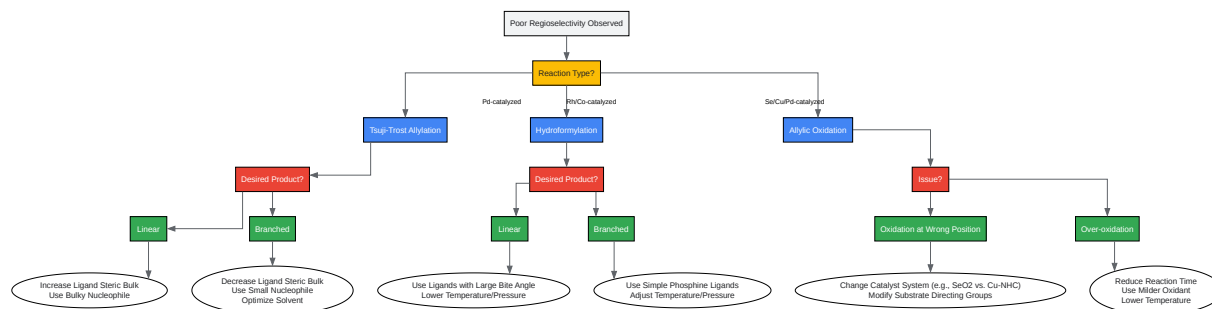 Poor Regioselectivity Observed
Reaction Type?
Pd-catalyzed
Rh/Co-catalyzed
Se/Cu/Pd-catalyzed
Tsuji-Trost Allylation
Hydroformylation
Allylic Oxidation
Desired Product?
Desired Product?
Issue?
Linear
Branched
Linear
Branched
Oxidation at Wrong Position
Over-oxidation
Increase Ligand Steric Bulk
Use Bulky Nucleophile
Decrease Ligand Steric Bulk
Use Small Nucleophile
Optimize Solvent
Use Ligands with Large Bite Angle
Lower Temperature/Pressure
Use Simple Phosphine Ligands
Adjust Temperature/Pressure
Change Catalyst System (e.g., SeO2 vs. Cu-NHC)
Modify Substrate Directing Groups
Reduce Reaction Time
Use Milder Oxidant
Lower Temperature